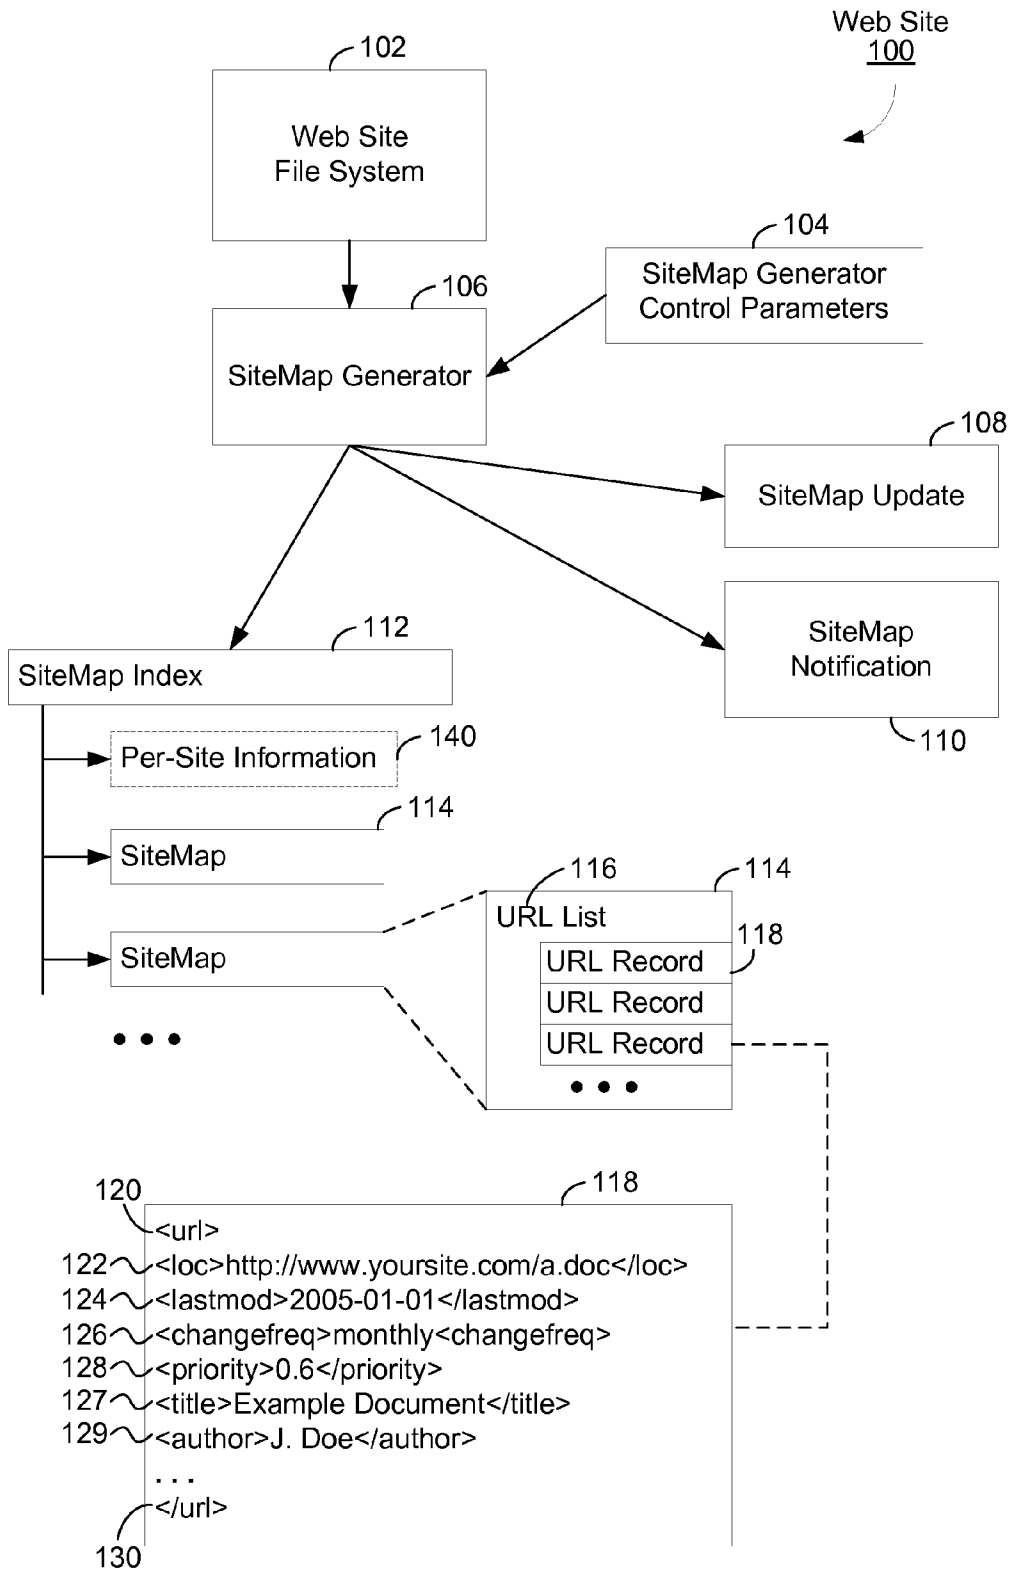 Web Site
100
102
Web Site
File System
104
SiteMap Generator
Control Parameters
106
SiteMap Generator
108
SiteMap Update
SiteMap
Notification
110
112
SiteMap Index
140
Per-Site Information
114
SiteMap
SiteMap
• • •
116
114
URL List
118
URL Record
URL Record
URL Record
• • •
118
120
<url>
122 <loc>http://www.yoursite.com/a.doc</loc>
124 <lastmod>2005-01-01</lastmod>
126 <changefreq>monthly<changefreq>
128 <priority>0.6</priority>
127 <title>Example Document</title>
129 <author>J. Doe</author>
. . .
</url>
130